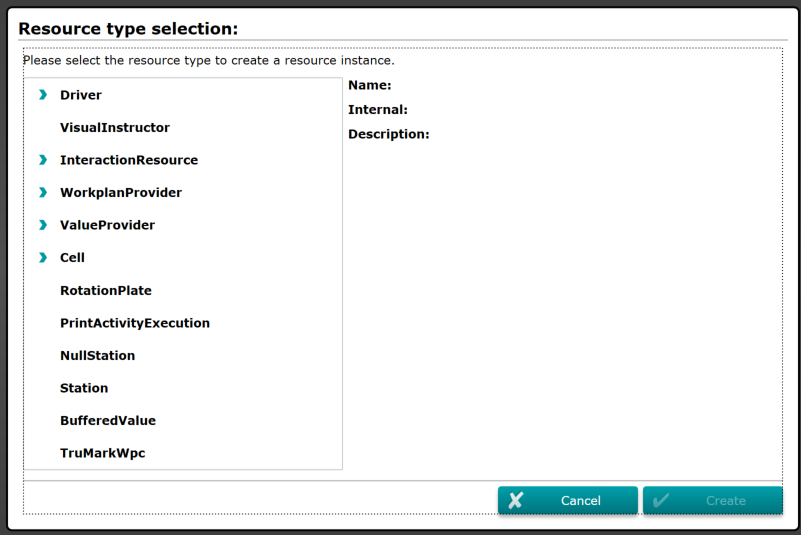 Resource type selection:
Please select the resource type to create a resource instance.
Driver
VisualInstructor
InteractionResource
WorkplanProvider
ValueProvider
Cell
RotationPlate
PrintActivityExecution
NullStation
Station
BufferedValue
TruMarkWpc
Name:
Internal:
Description:
Cancel
Create